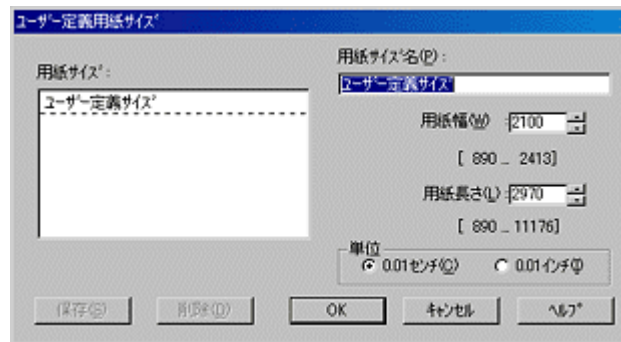 ユーザー定義用紙サイズ
用紙サイズ:
ユーザー定義サイズ
用紙サイズ名(P):
ユーザー定義サイズ
用紙幅(W) :2100
[ 890 .. 2413]
用紙長さ(L):2970
[ 890 .. 11176]
単位
0.01センチ(C) 0.01インチ(I)
保存(S) 削除(D) OK キャンセル ヘルプ